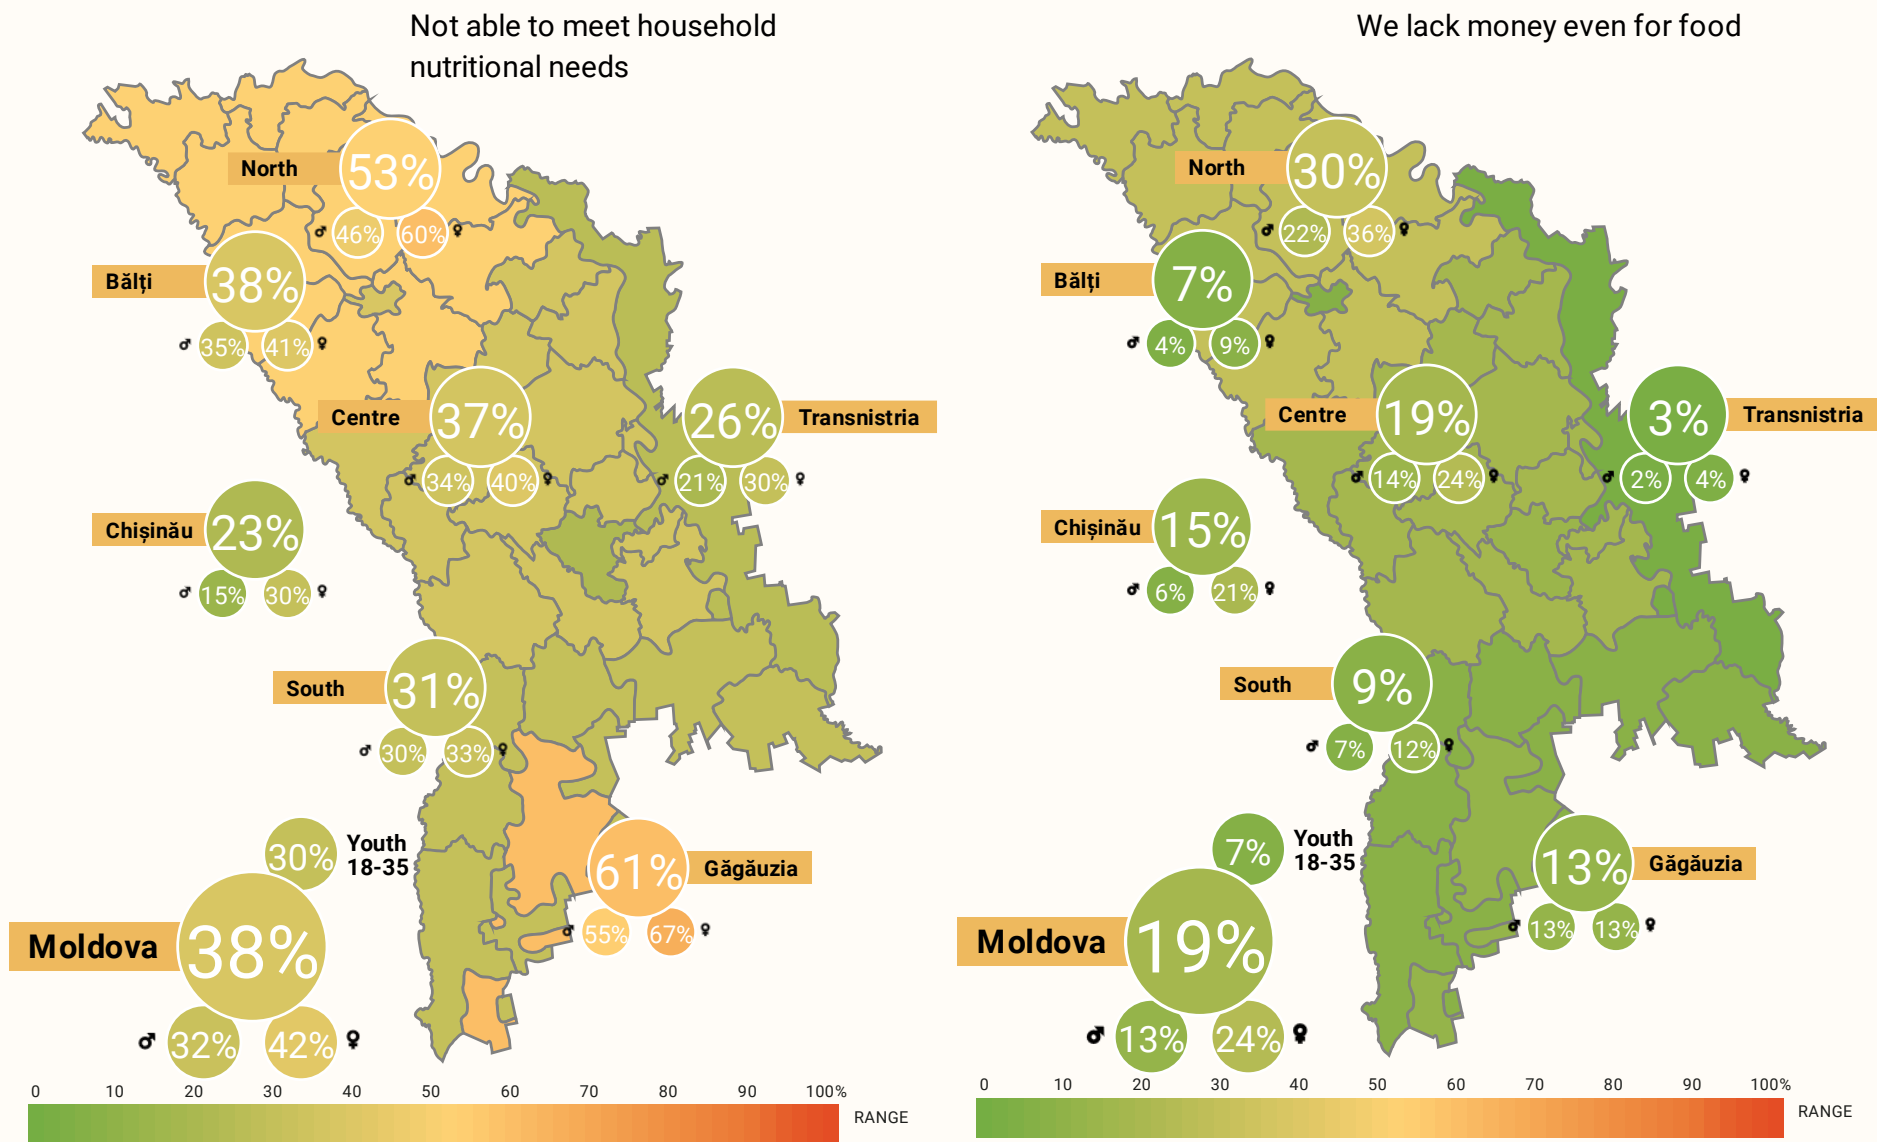 Not able to meet household
nutritional needs
North
53%
♂ 46% 60% ♀
Bălți
38%
♂ 35% 41% ♀
Centre
37%
♂ 34% 40% ♀
26%
Transnistria
♂ 21% 30% ♀
Chișinău
23%
♂ 15% 30% ♀
South
31%
♂ 30% 33% ♀
30%
Youth
18-35
61%
Găgăuzia
♂ 55% 67% ♀
Moldova
38%
♂ 32% 42% ♀
0 10 20 30 40 50 60 70 80 90 100%
RANGE
We lack money even for food
North
30%
♂ 22% 36% ♀
Bălți
7%
♂ 4% 9% ♀
Centre
19%
♂ 14% 24% ♀
3%
Transnistria
♂ 2% 4% ♀
Chișinău
15%
♂ 6% 21% ♀
South
9%
♂ 7% 12% ♀
7%
Youth
18-35
13%
Găgăuzia
♂ 13% 13% ♀
Moldova
19%
♂ 13% 24% ♀
0 10 20 30 40 50 60 70 80 90 100%
RANGE